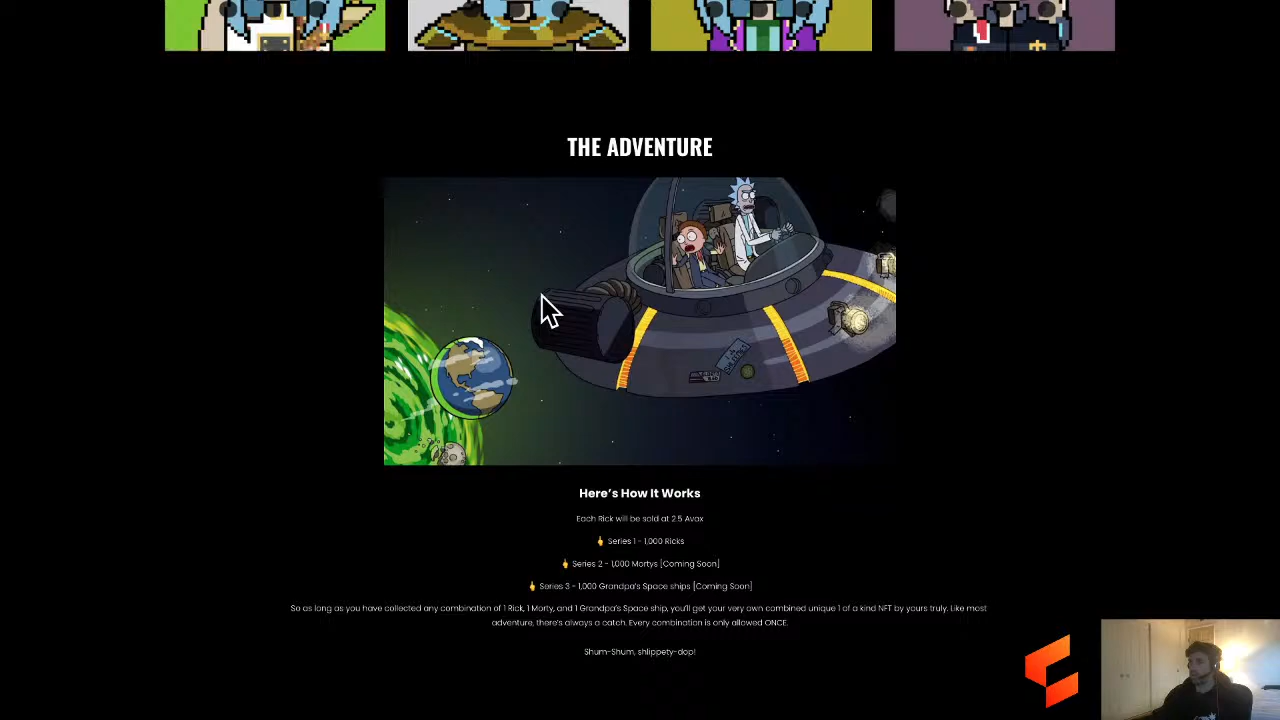 THE ADVENTURE
Here's How It Works
Each Rick will be sold at 2.5 Avax
🖕 Series 1 - 1,000 Ricks
🖕 Series 2 - 1,000 Mortys [Coming Soon]
🖕 Series 3 - 1,000 Grandpa's Space ships [Coming Soon]
So as long as you have collected any combination of 1 Rick, 1 Morty, and 1 Grandpa's Space ship, you'll get your very own combined unique 1 of a kind NFT by yours truly. Like most
adventure, there's always a catch. Every combination is only allowed ONCE.
Shum-Shum, shlippety-dop!